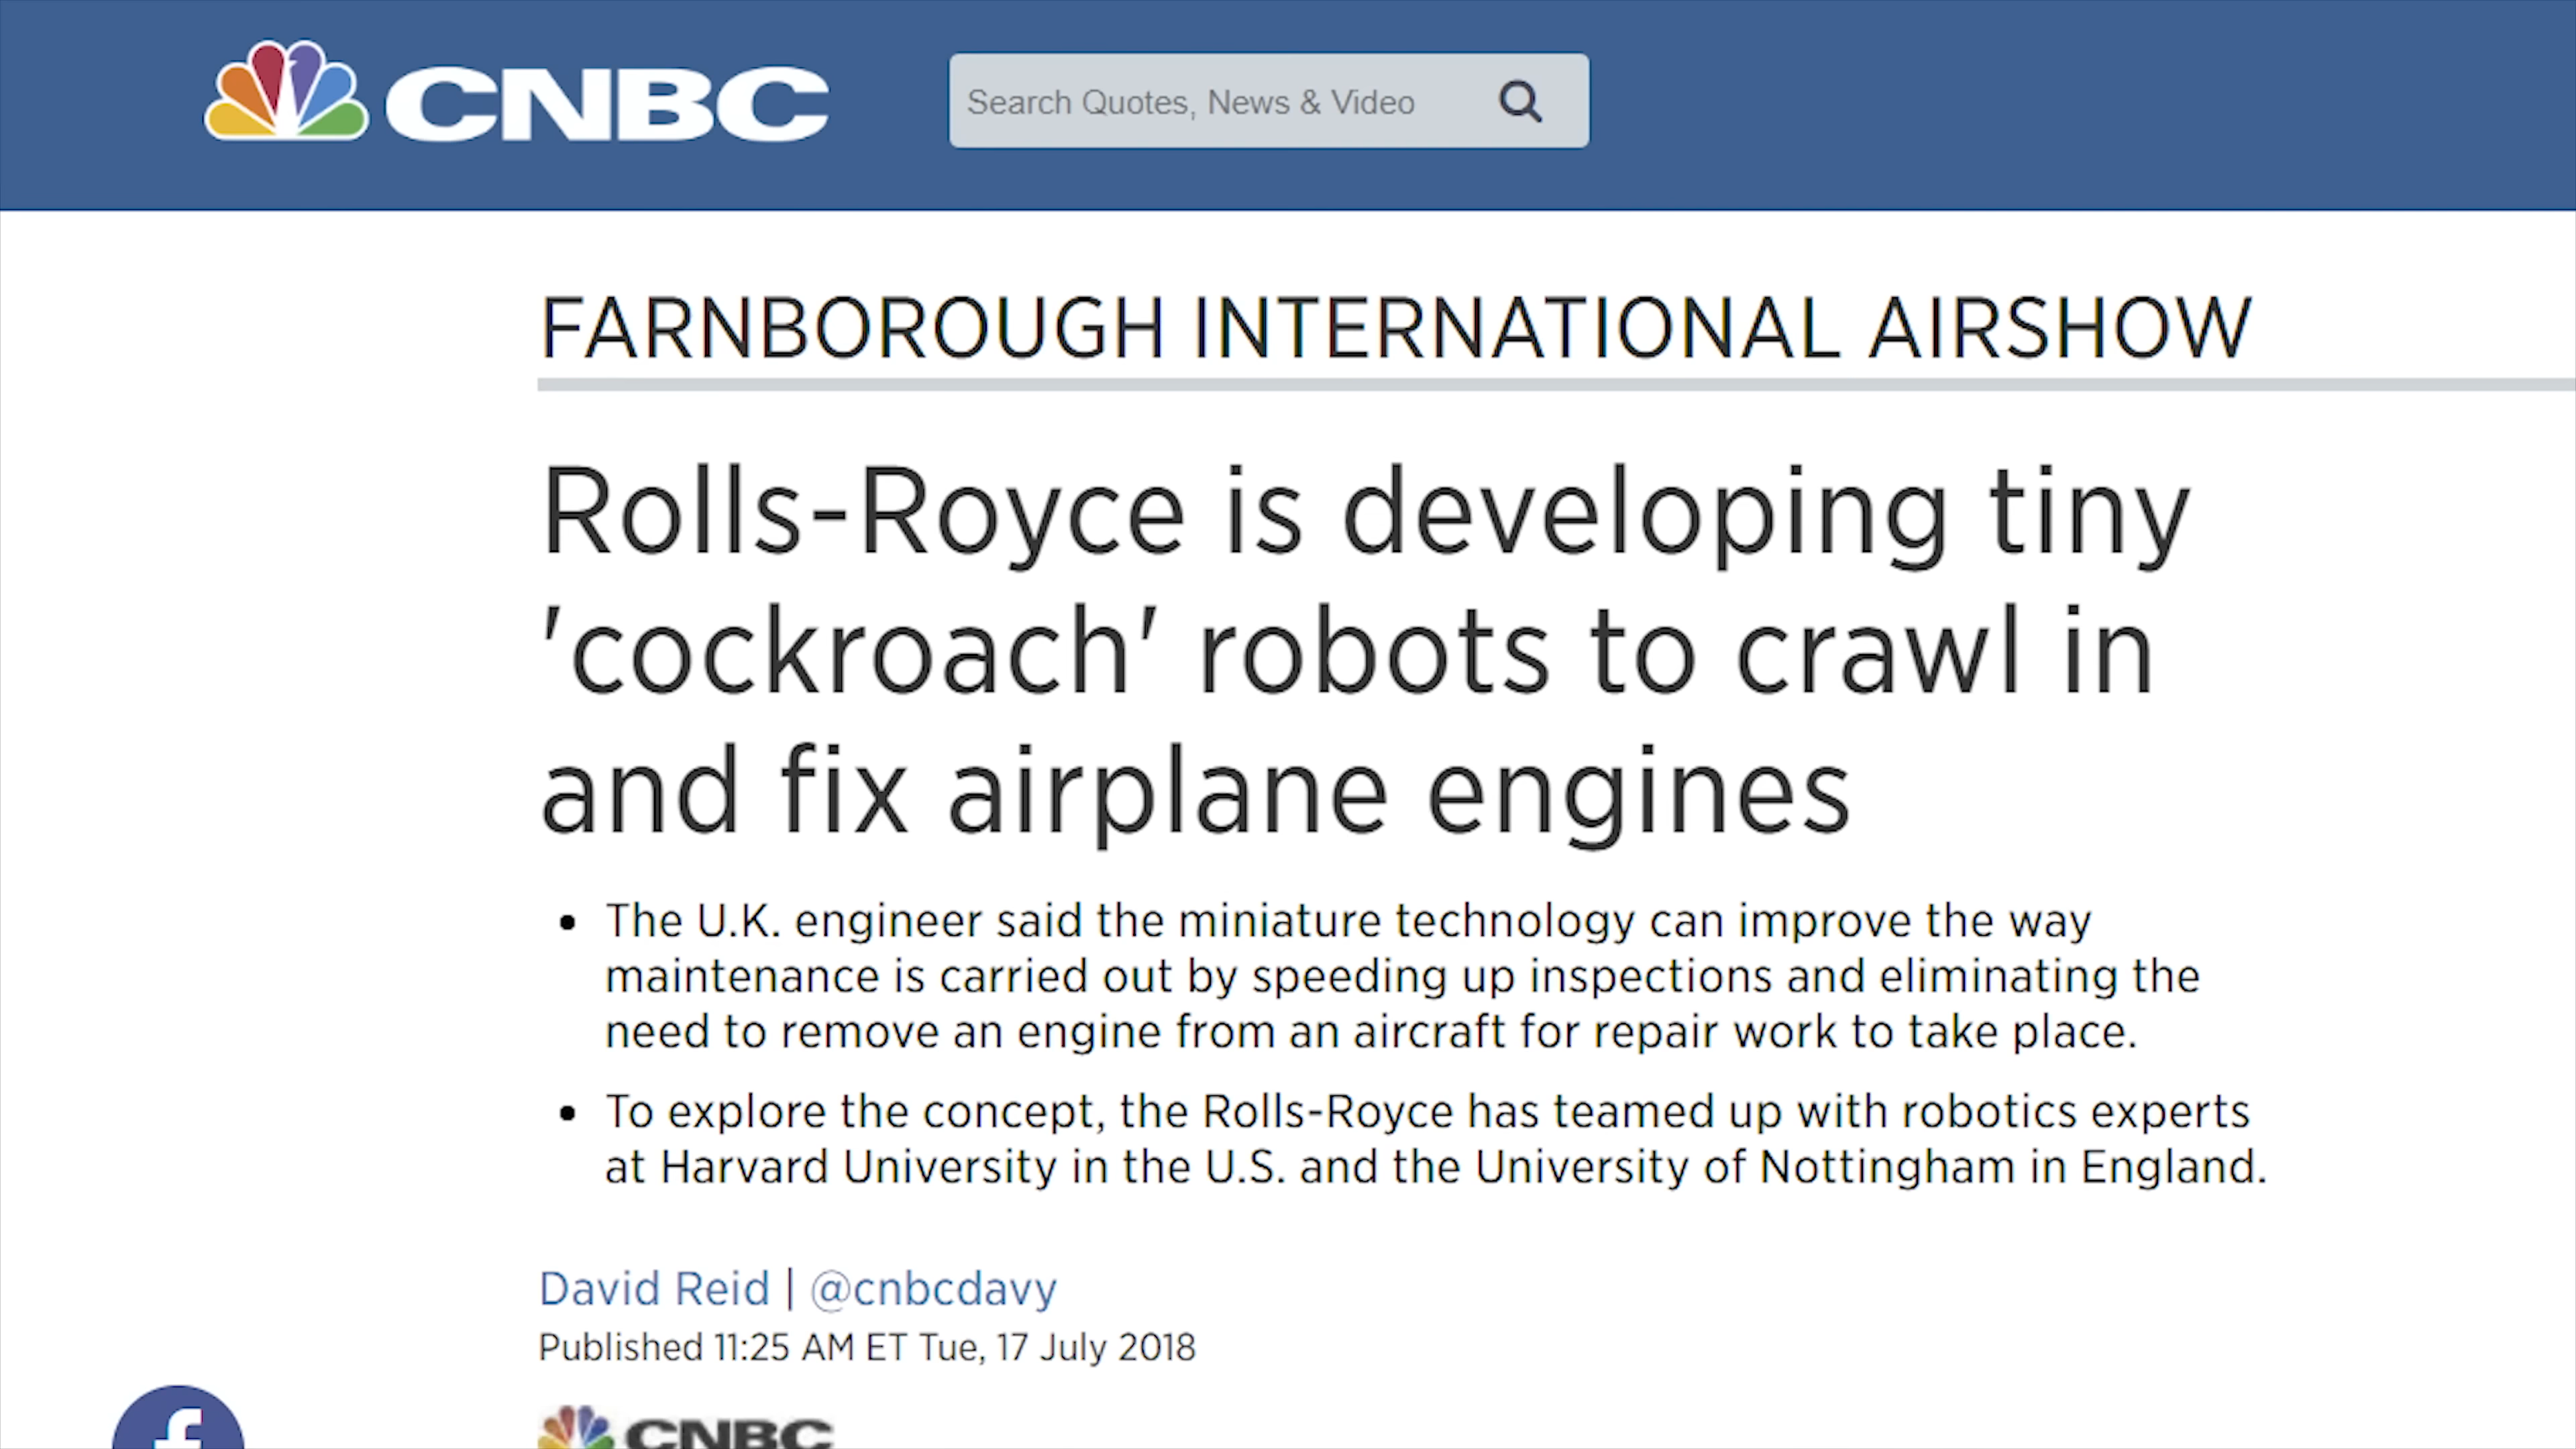 CNBC
Search Quotes, News & Video
FARNBOROUGH INTERNATIONAL AIRSHOW
Rolls-Royce is developing tiny
'cockroach' robots to crawl in
and fix airplane engines
• The U.K. engineer said the miniature technology can improve the way
maintenance is carried out by speeding up inspections and eliminating the
need to remove an engine from an aircraft for repair work to take place.
• To explore the concept, the Rolls-Royce has teamed up with robotics experts
at Harvard University in the U.S. and the University of Nottingham in England.
David Reid | @cnbcdavy
Published 11:25 AM ET Tue, 17 July 2018
f
CNBC